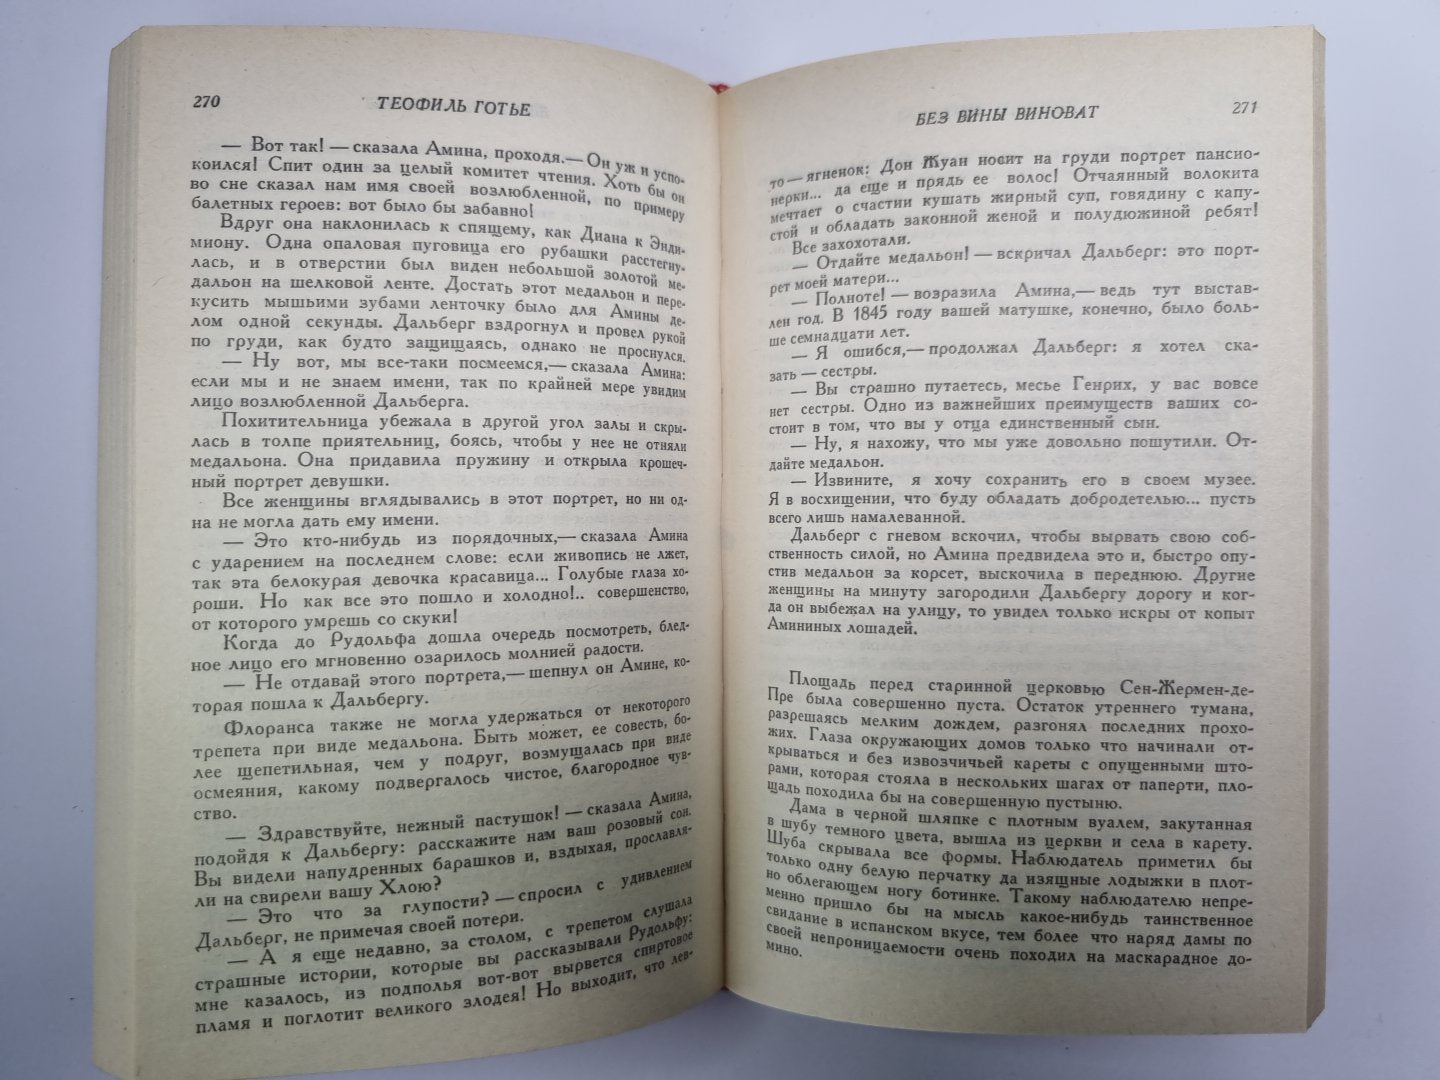 270
ТЕОФИЛЬ ГОТЬЕ
— Вот так! — сказала Амина, проходя.— Он уж и успо-
коился! Спит один за целый комитет чтения. Хоть бы он
во сне сказал нам имя своей возлюбленной, по примеру
балетных героев: вот было бы забавно!
Вдруг она наклонилась к спящему, как Диана к Энди-
миону. Одна опаловая пуговица его рубашки расстегну-
лась, и в отверстии был виден небольшой золотой ме-
дальон на шелковой ленте. Достать этот медальон и пере-
кусить мышьими зубами ленточку было для Амины де-
лом одной секунды. Дальберг вздрогнул и провел рукой
по груди, как будто защищаясь, однако не проснулся.
— Ну вот, мы все-таки посмеемся,— сказала Амина:
если мы и не знаем имени, так по крайней мере увидим
лицо возлюбленной Дальберга.
Похитительница убежала в другой угол залы и скры-
лась в толпе приятельниц, боясь, чтобы у нее не отняли
медальона. Она придавила пружину и открыла крошеч-
ный портрет девушки.
Все женщины вглядывались в этот портрет, но ни од-
на не могла дать ему имени.
— Это кто-нибудь из порядочных,— сказала Амина
с ударением на последнем слове: если живопись не лжет,
так эта белокурая девочка красавица... Голубые глаза хо-
роши. Но как все это пошло и холодно!.. совершенство,
от которого умрешь со скуки!
Когда до Рудольфа дошла очередь посмотреть, блед-
ное лицо его мгновенно озарилось молнией радости.
— Не отдавай этого портрета,— шепнул он Амине, ко-
торая пошла к Дальбергу.
Флоранса также не могла удержаться от некоторого
трепета при виде медальона. Быть может, ее совесть, бо-
лее щепетильная, чем у подруг, возмущалась при виде
осмеяния, какому подвергалось чистое, благородное чув-
ство.
— Здравствуйте, нежный пастушок! — сказала Амина,
подойдя к Дальбергу: расскажите нам ваш розовый сон.
Вы видели напудренных барашков и, вздыхая, прославля-
ли на свирели вашу Хлою?
— Это что за глупости? — спросил с удивлением
Дальберг, не примечая своей потери.
— А я еще недавно, за столом, с трепетом слушала
страшные истории, которые вы рассказывали Рудольфу:
мне казалось, из подполья вот-вот вырвется спиртовое
пламя и поглотит великого злодея! Но выходит, что лев-
БЕЗ ВИНЫ ВИНОВАТ
271
то — ягненок: Дон Жуан носит на груди портрет пансио-
нерки... да еще и прядь ее волос! Отчаянный волокита
мечтает о счастии кушать жирный суп, говядину с капу-
стой и обладать законной женой и полудюжиной ребят!
Все захохотали.
— Отдайте медальон! — вскричал Дальберг: это порт-
рет моей матери...
— Полноте! — возразила Амина,— ведь тут выстав-
лен год. В 1845 году вашей матушке, конечно, было боль-
ше семнадцати лет.
— Я ошибся,— продолжал Дальберг: я хотел ска-
зать — сестры.
— Вы страшно путаетесь, месье Генрих, у вас вовсе
нет сестры. Одно из важнейших преимуществ ваших со-
стоит в том, что вы у отца единственный сын.
— Ну, я нахожу, что мы уже довольно пошутили. От-
дайте медальон.
— Извините, я хочу сохранить его в своем музее.
Я в восхищении, что буду обладать добродетелью... пусть
всего лишь намалеванной.
Дальберг с гневом вскочил, чтобы вырвать свою соб-
ственность силой, но Амина предвидела это и, быстро опу-
стив медальон за корсет, выскочила в переднюю. Другие
женщины на минуту загородили Дальбергу дорогу и ког-
да он выбежал на улицу, то увидел только искры от копыт
Амининых лошадей.
Площадь перед старинной церковью Сен-Жермен-де-
Пре была совершенно пуста. Остаток утреннего тумана,
разрешаясь мелким дождем, разгонял последних прохо-
жих. Глаза окружающих домов только что начинали от-
крываться и без извозчичьей кареты с опущенными што-
рами, которая стояла в нескольких шагах от паперти, пло-
щадь походила бы на совершенную пустыню.
Дама в черной шляпке с плотным вуалем, закутанная
в шубу темного цвета, вышла из церкви и села в карету.
Шуба скрывала все формы. Наблюдатель приметил бы
только одну белую перчатку да изящные лодыжки в плот-
но облегающем ногу ботинке. Такому наблюдателю непре-
менно пришло бы на мысль какое-нибудь таинственное
свидание в испанском вкусе, тем более что наряд дамы по
своей непроницаемости очень походил на маскарадное до-
мино.